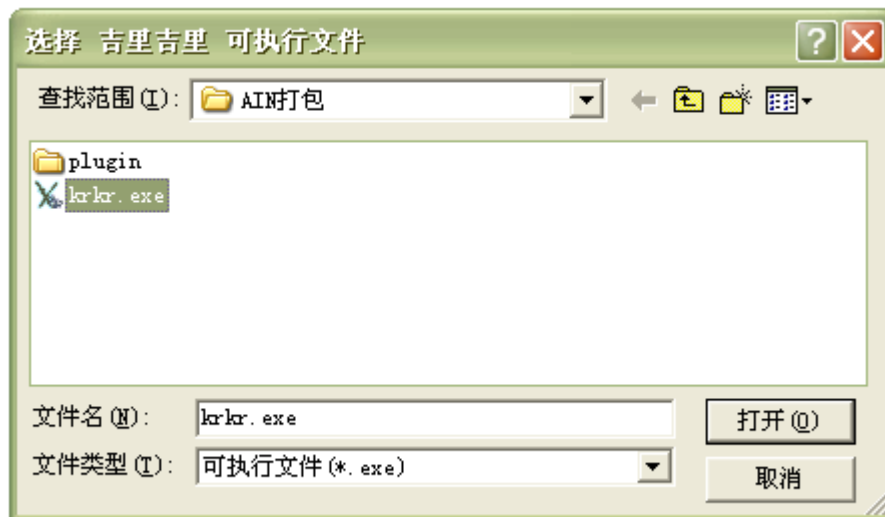 选择 吉里吉里 可执行文件
查找范围(I): AIN打包
plugin
krkr.exe
文件名(N): krkr.exe 打开(O)
文件类型(T): 可执行文件(*.exe) 取消